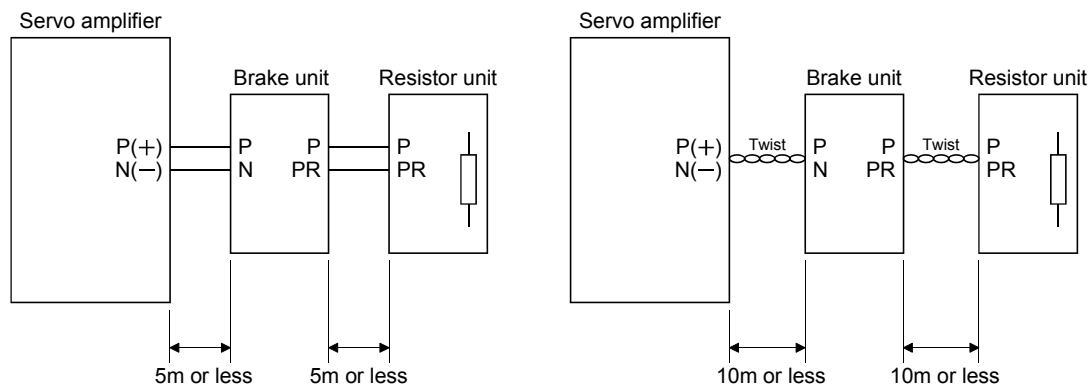 Servo amplifier
Brake unit
Resistor unit
P(+)
N(−)
P
N
P
PR
P
PR
5m or less
5m or less
Servo amplifier
Brake unit
Resistor unit
P(+)
N(−)
Twist
P
N
P
PR
Twist
P
PR
10m or less
10m or less